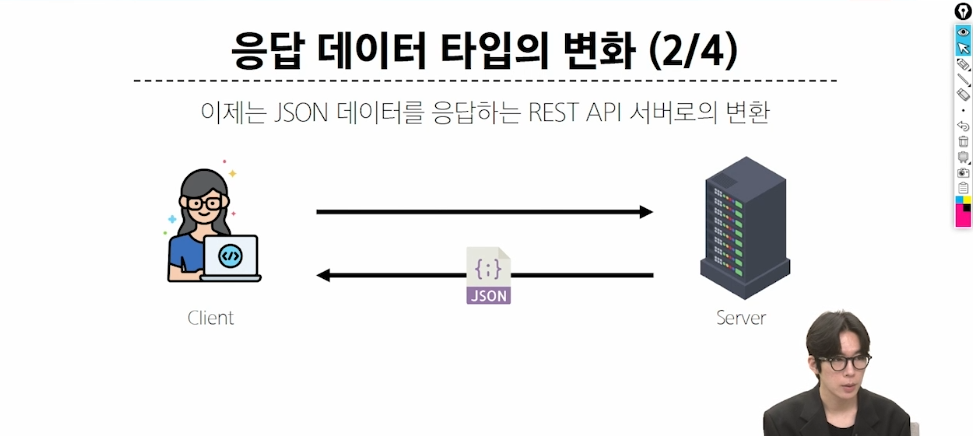 응답 데이터 타입의 변화 (2/4)
이제는 JSON 데이터를 응답하는 REST API 서버로의 변환
</>
{;}
JSON
Client
Server